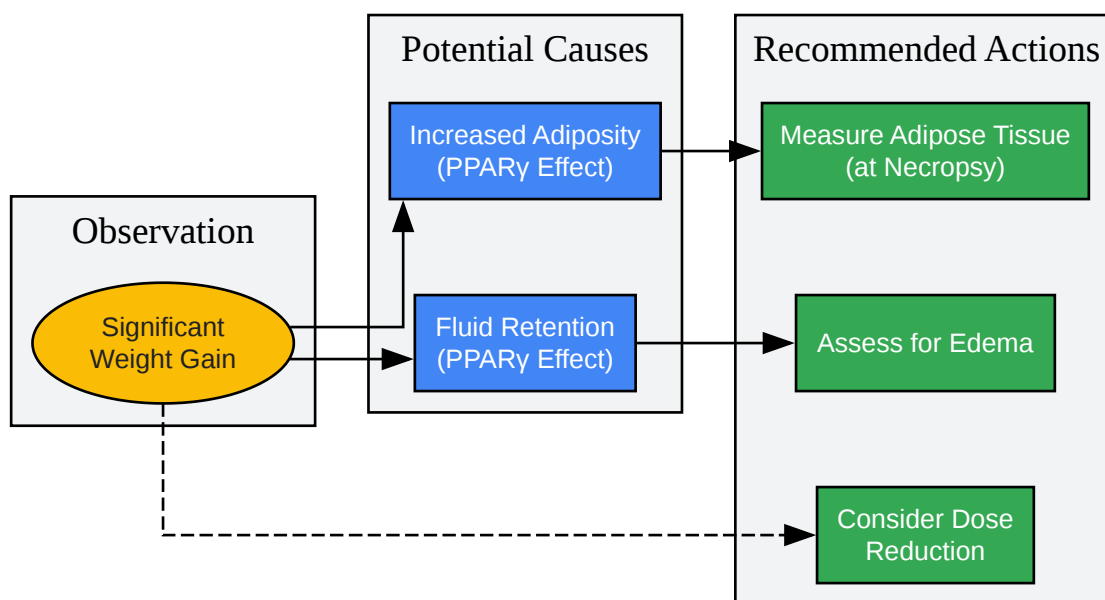 Observation
Significant
Weight Gain
Potential Causes
Increased Adiposity
(PPARγ Effect)
Fluid Retention
(PPARγ Effect)
Recommended Actions
Measure Adipose Tissue
(at Necropsy)
Assess for Edema
Consider Dose
Reduction